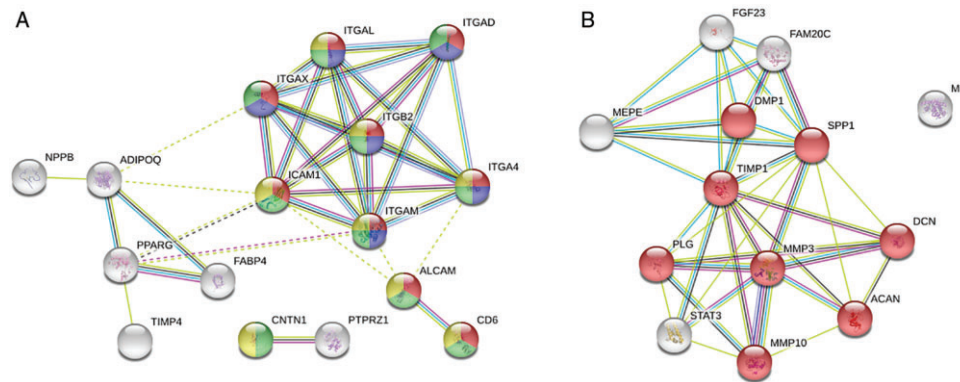 A
ITGAL
ITGAD
ITGAX
ITGB2
NPPB
ADIPOQ
ICAM1
ITGA4
ITGAM
PPARG
FABP4
ALCAM
TIMP4
CNTN1
PTPRZ1
CD6
B
FGF23
FAM20C
M
DMP1
MEPE
SPP1
TIMP1
DCN
PLG
MMP3
ACAN
STAT3
MMP10